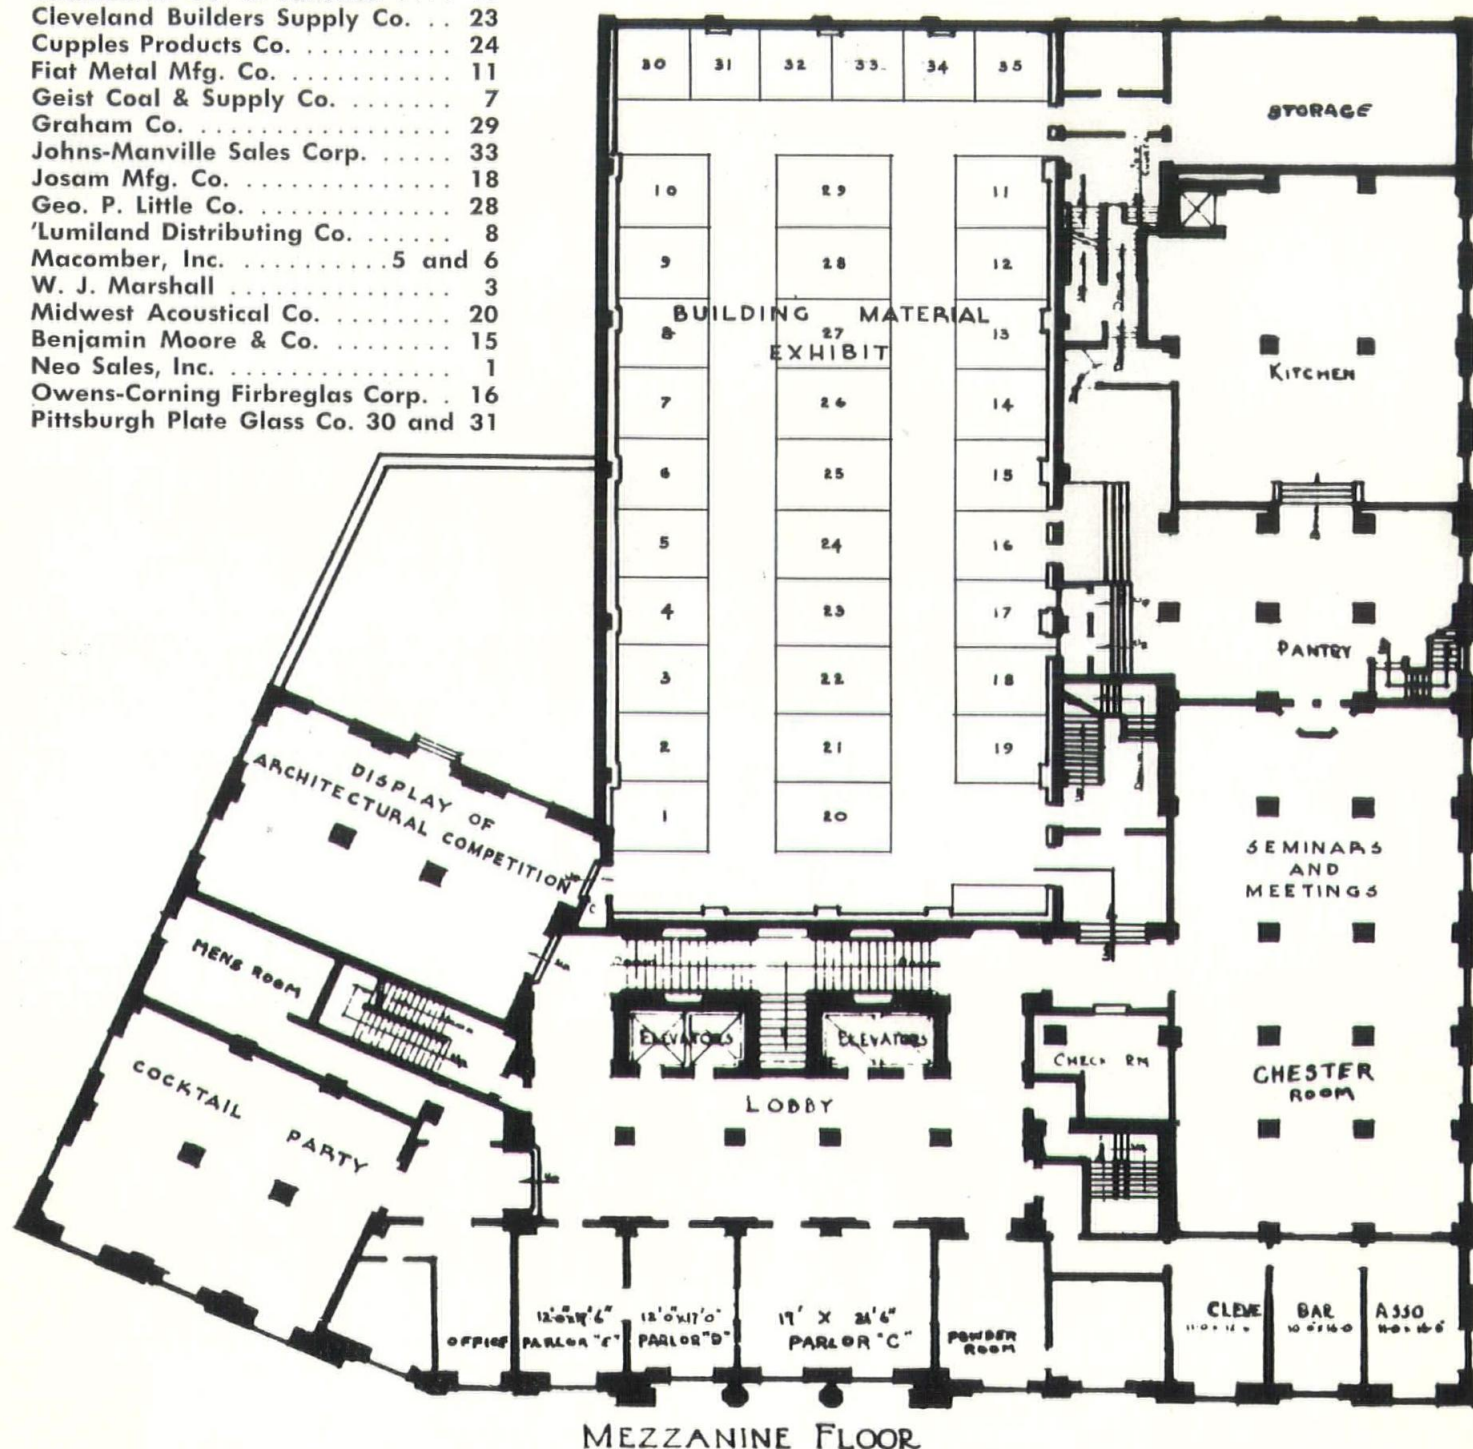 Cleveland Builders Supply Co. . . 23
Cupples Products Co. . . . . . . . . . . 24
Fiat Metal Mfg. Co. . . . . . . . . . . . 11
Geist Coal & Supply Co. . . . . . . . 7
Graham Co. . . . . . . . . . . . . . . . . . 29
Johns-Manville Sales Corp. . . . . . 33
Josam Mfg. Co. . . . . . . . . . . . . . . 18
Geo. P. Little Co. . . . . . . . . . . . . . 28
'Lumiland Distributing Co. . . . . . . 8
Macomber, Inc. . . . . . . . . . . 5 and 6
W. J. Marshall . . . . . . . . . . . . . . . 3
Midwest Acoustical Co. . . . . . . . . 20
Benjamin Moore & Co. . . . . . . . . 15
Neo Sales, Inc. . . . . . . . . . . . . . . . 1
Owens-Corning Firbreglas Corp. . 16
Pittsburgh Plate Glass Co. 30 and 31
30 31 32 33 34 35
STORAGE
10 29 11
9 28 12
BUILDING MATERIAL
8 27 13
EXHIBIT
KITCHEN
7 26 14
6 25 15
5 24 16
4 23 17
PANTRY
3 22 18
2 21 19
1 20
DISPLAY OF
ARCHITECTURAL COMPETITION
SEMINARS
AND
MEETINGS
MENS ROOM
ELEVATORS ELEVATORS
CHECK RM
CHESTER
ROOM
LOBBY
COCKTAIL PARTY
OFFICE
PARLOR "E"
12'0"x17'0"
PARLOR "D"
19' X 21'6"
PARLOR "C"
POWDER
ROOM
CLEVE BAR ASSO
MEZZANINE FLOOR